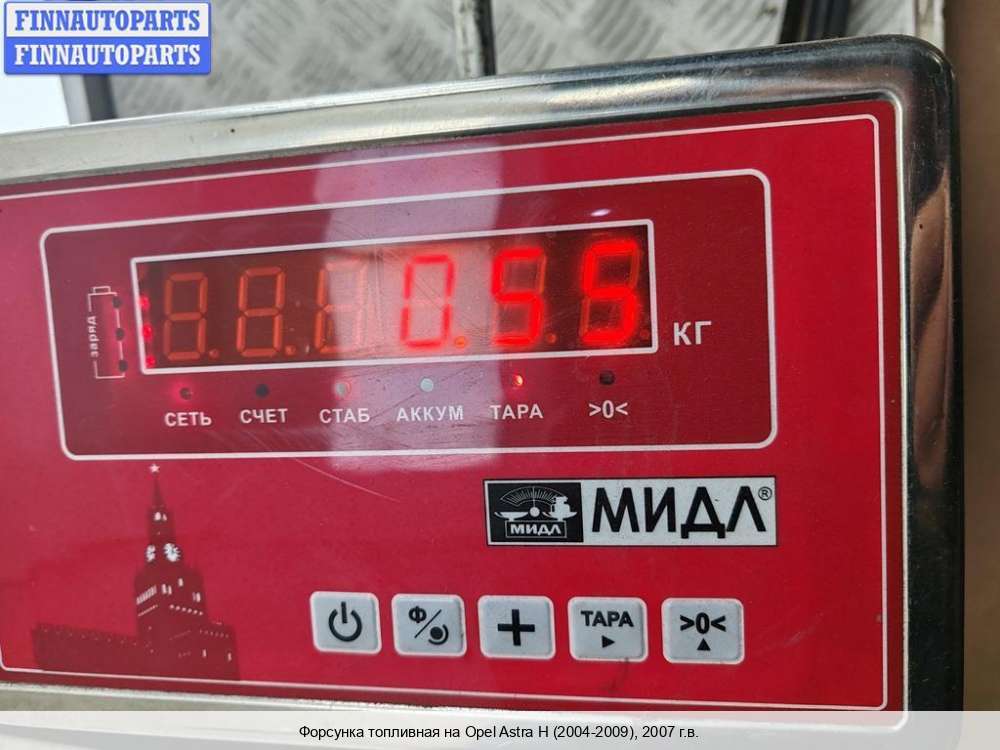 FINNAUTOPARTS
FINNAUTOPARTS
заряд
0.55
КГ
СЕТЬ СЧЕТ СТАБ АККУМ ТАРА >0<
МИДЛ МИДЛ®
Ф ТАРА >0<
Форсунка топливная на Opel Astra H (2004-2009), 2007 г.в.